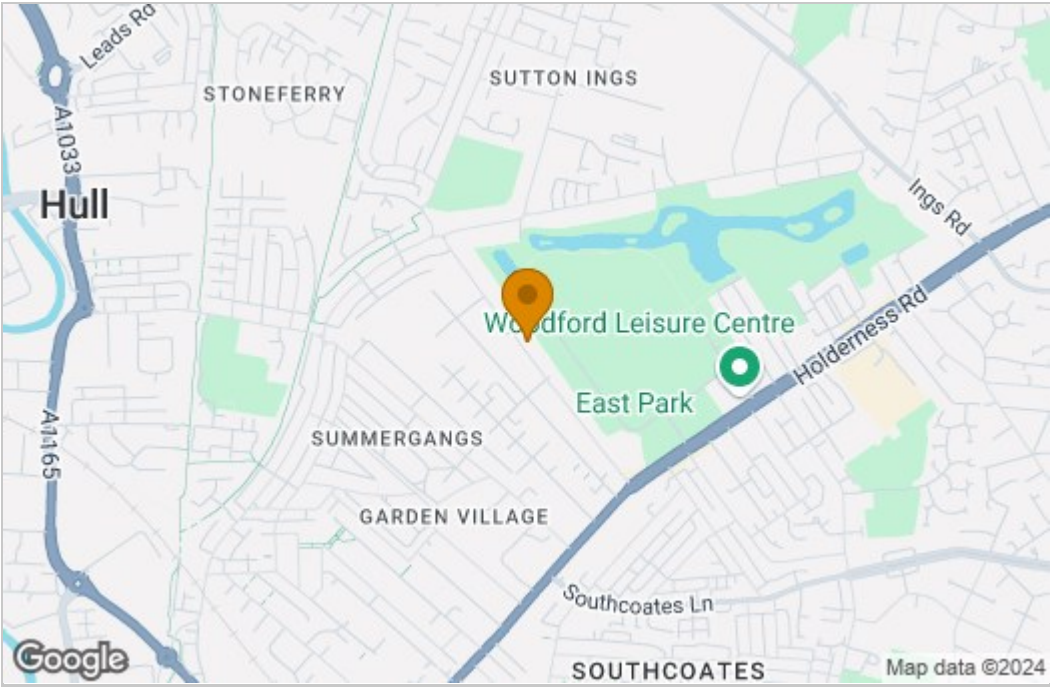 Leads Rd
SUTTON INGS
STONEFERRY
A1033
Hull
Ings Rd
Woodford Leisure Centre
Holderness Rd
East Park
A1165
SUMMERGANGS
GARDEN VILLAGE
Southcoates Ln
SOUTHCOATES
Google
Map data ©2024